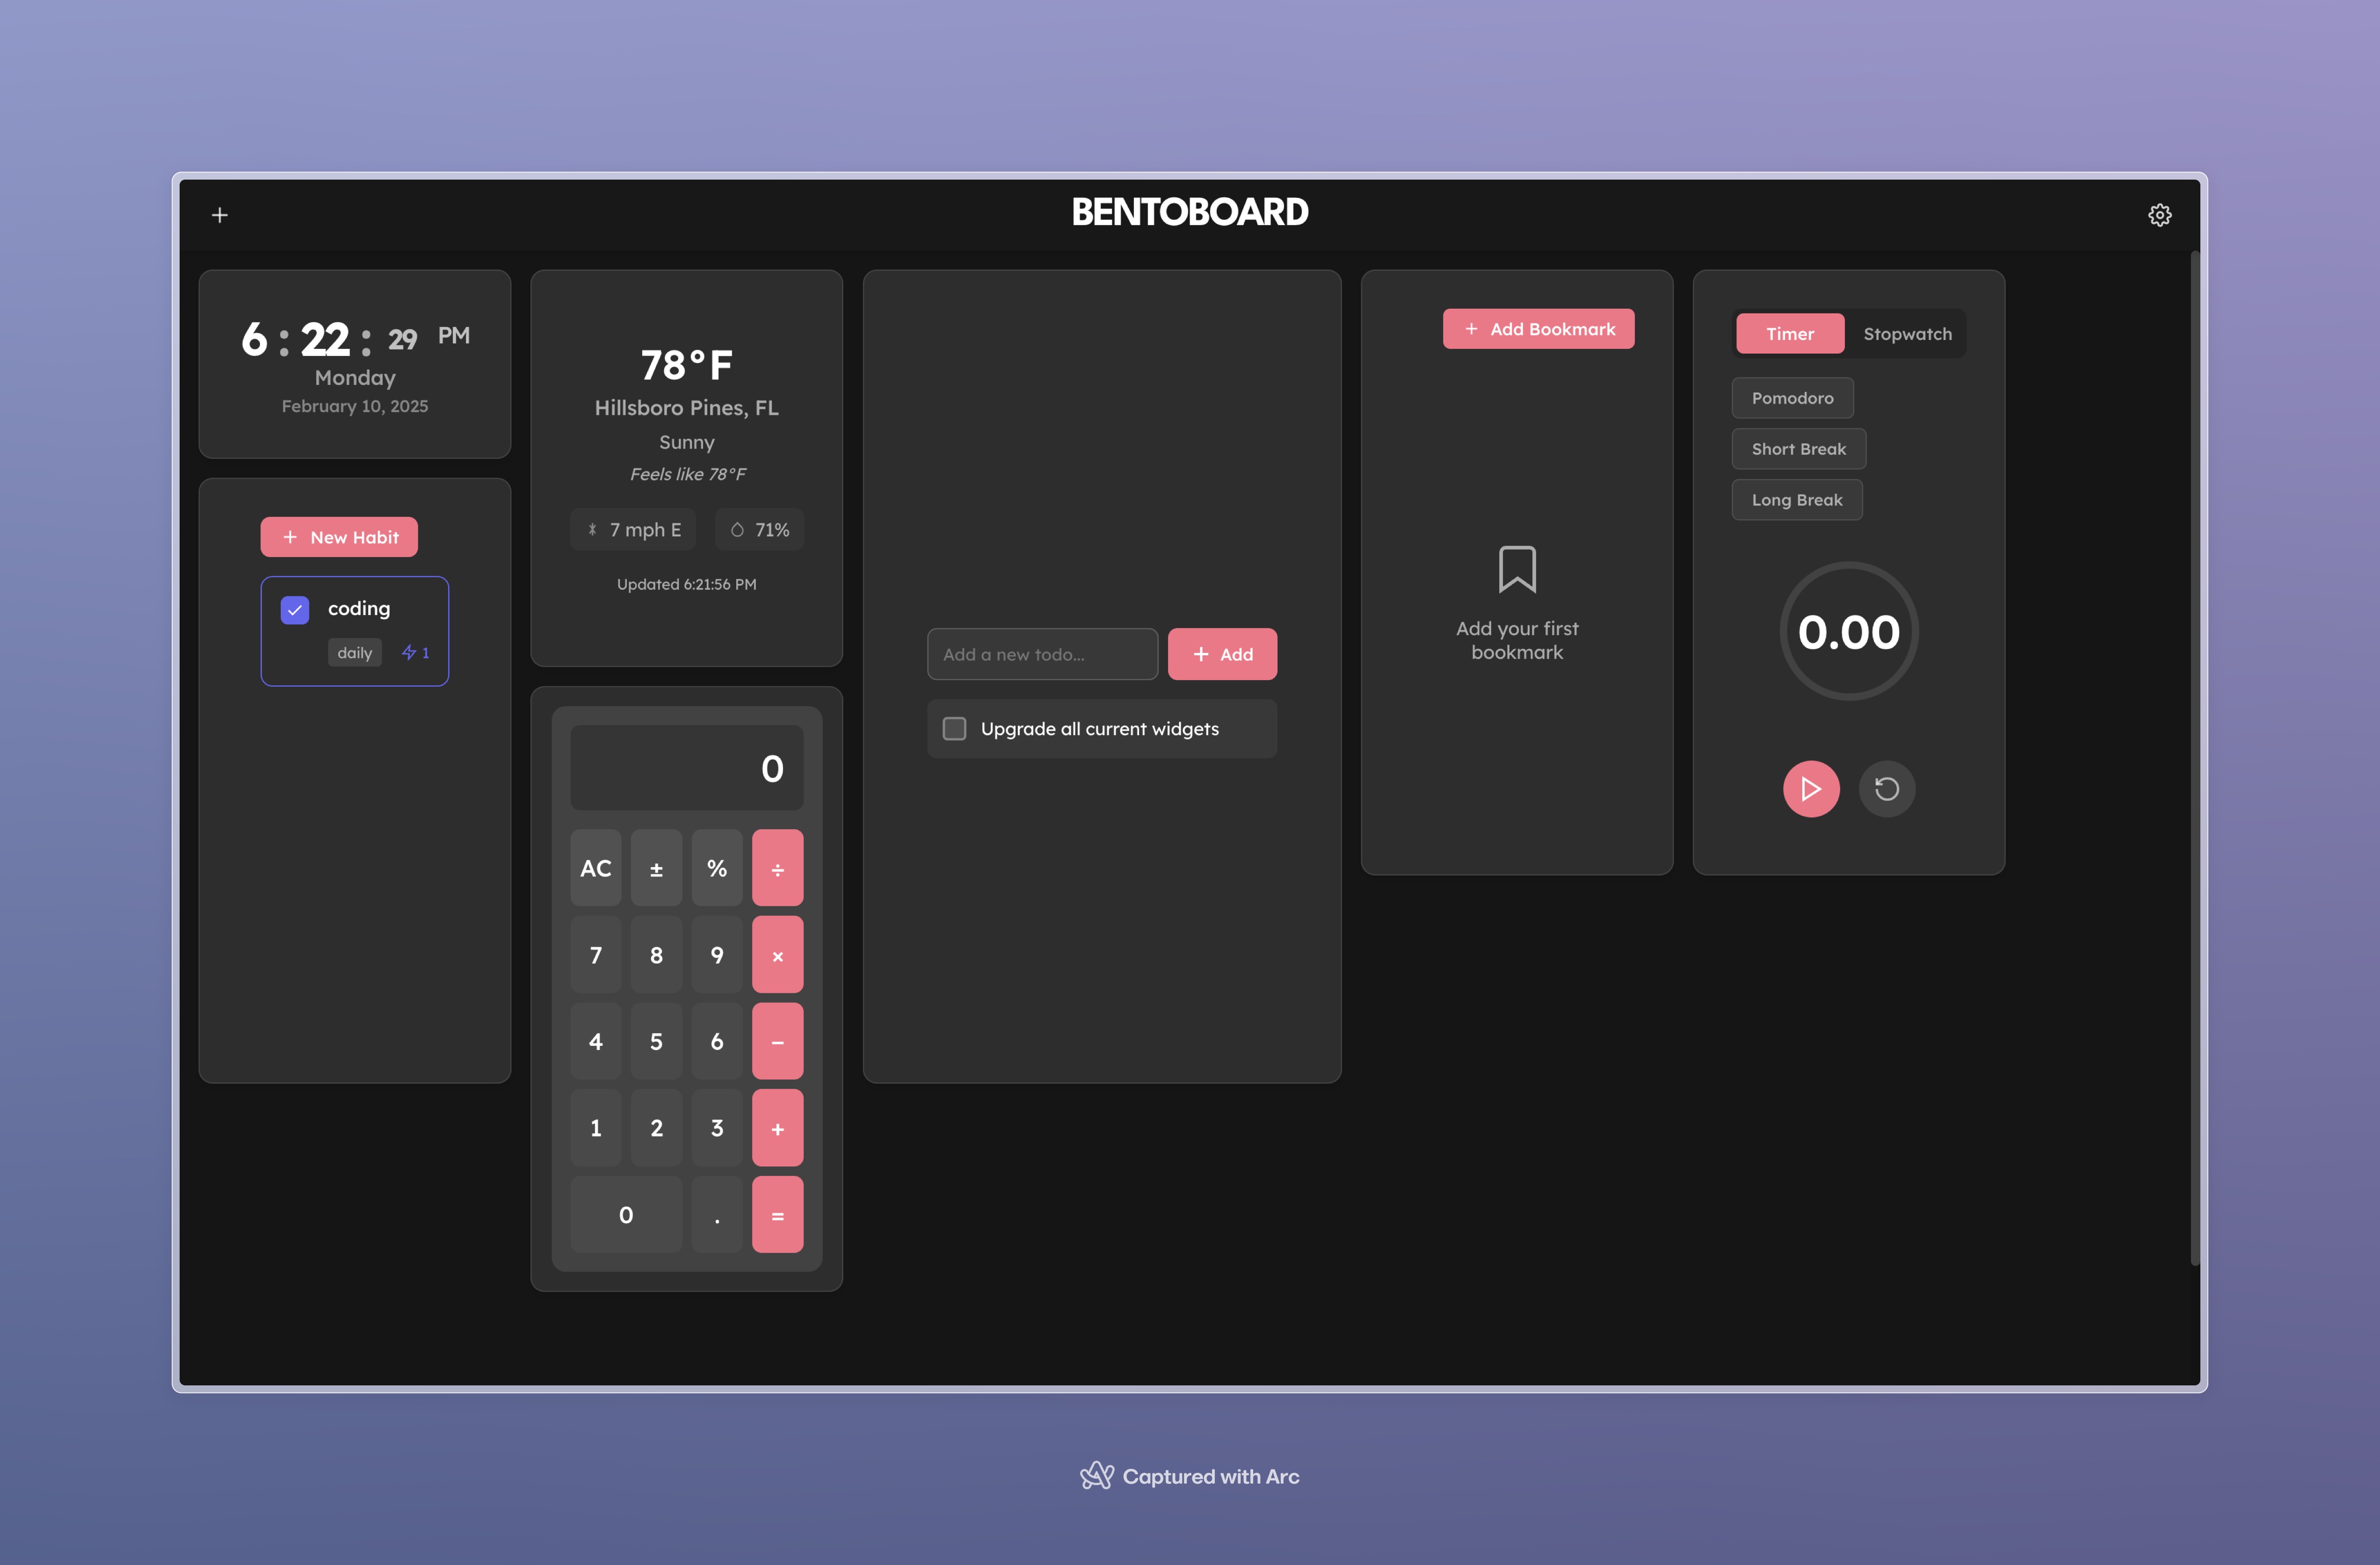 BENTOBOARD
6 : 22 : 29 PM
Monday
February 10, 2025
+ New Habit
coding
daily
1
78°F
Hillsboro Pines, FL
Sunny
Feels like 78°F
7 mph E
71%
Updated 6:21:56 PM
0
AC ± % ÷
7 8 9 ×
4 5 6 −
1 2 3 +
0 . =
Add a new todo...
+ Add
Upgrade all current widgets
+ Add Bookmark
Add your first
bookmark
Timer Stopwatch
Pomodoro
Short Break
Long Break
0.00
Captured with Arc